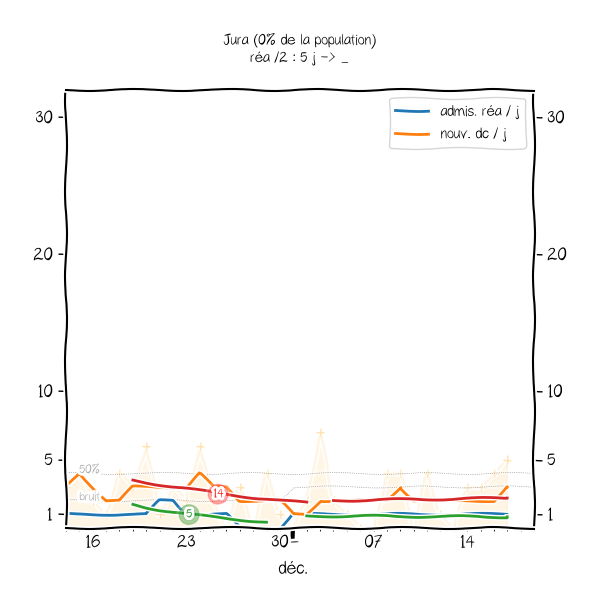 Jura (0% de la population)
réa /2 : 5 j -> _
admis. réa / j
nouv. dc / j
30 30
20 20
10 10
5 5
1 1
50%
bruit
14
5
16 23 30 07 14
déc.